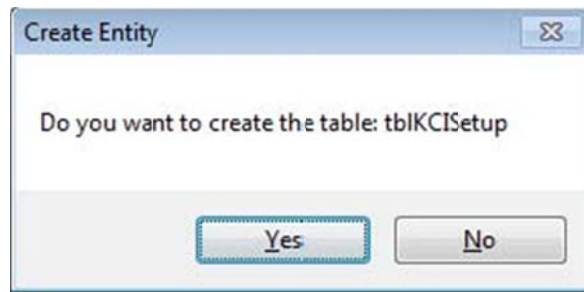 Create Entity
Do you want to create the table: tblKCISetup
Yes
No